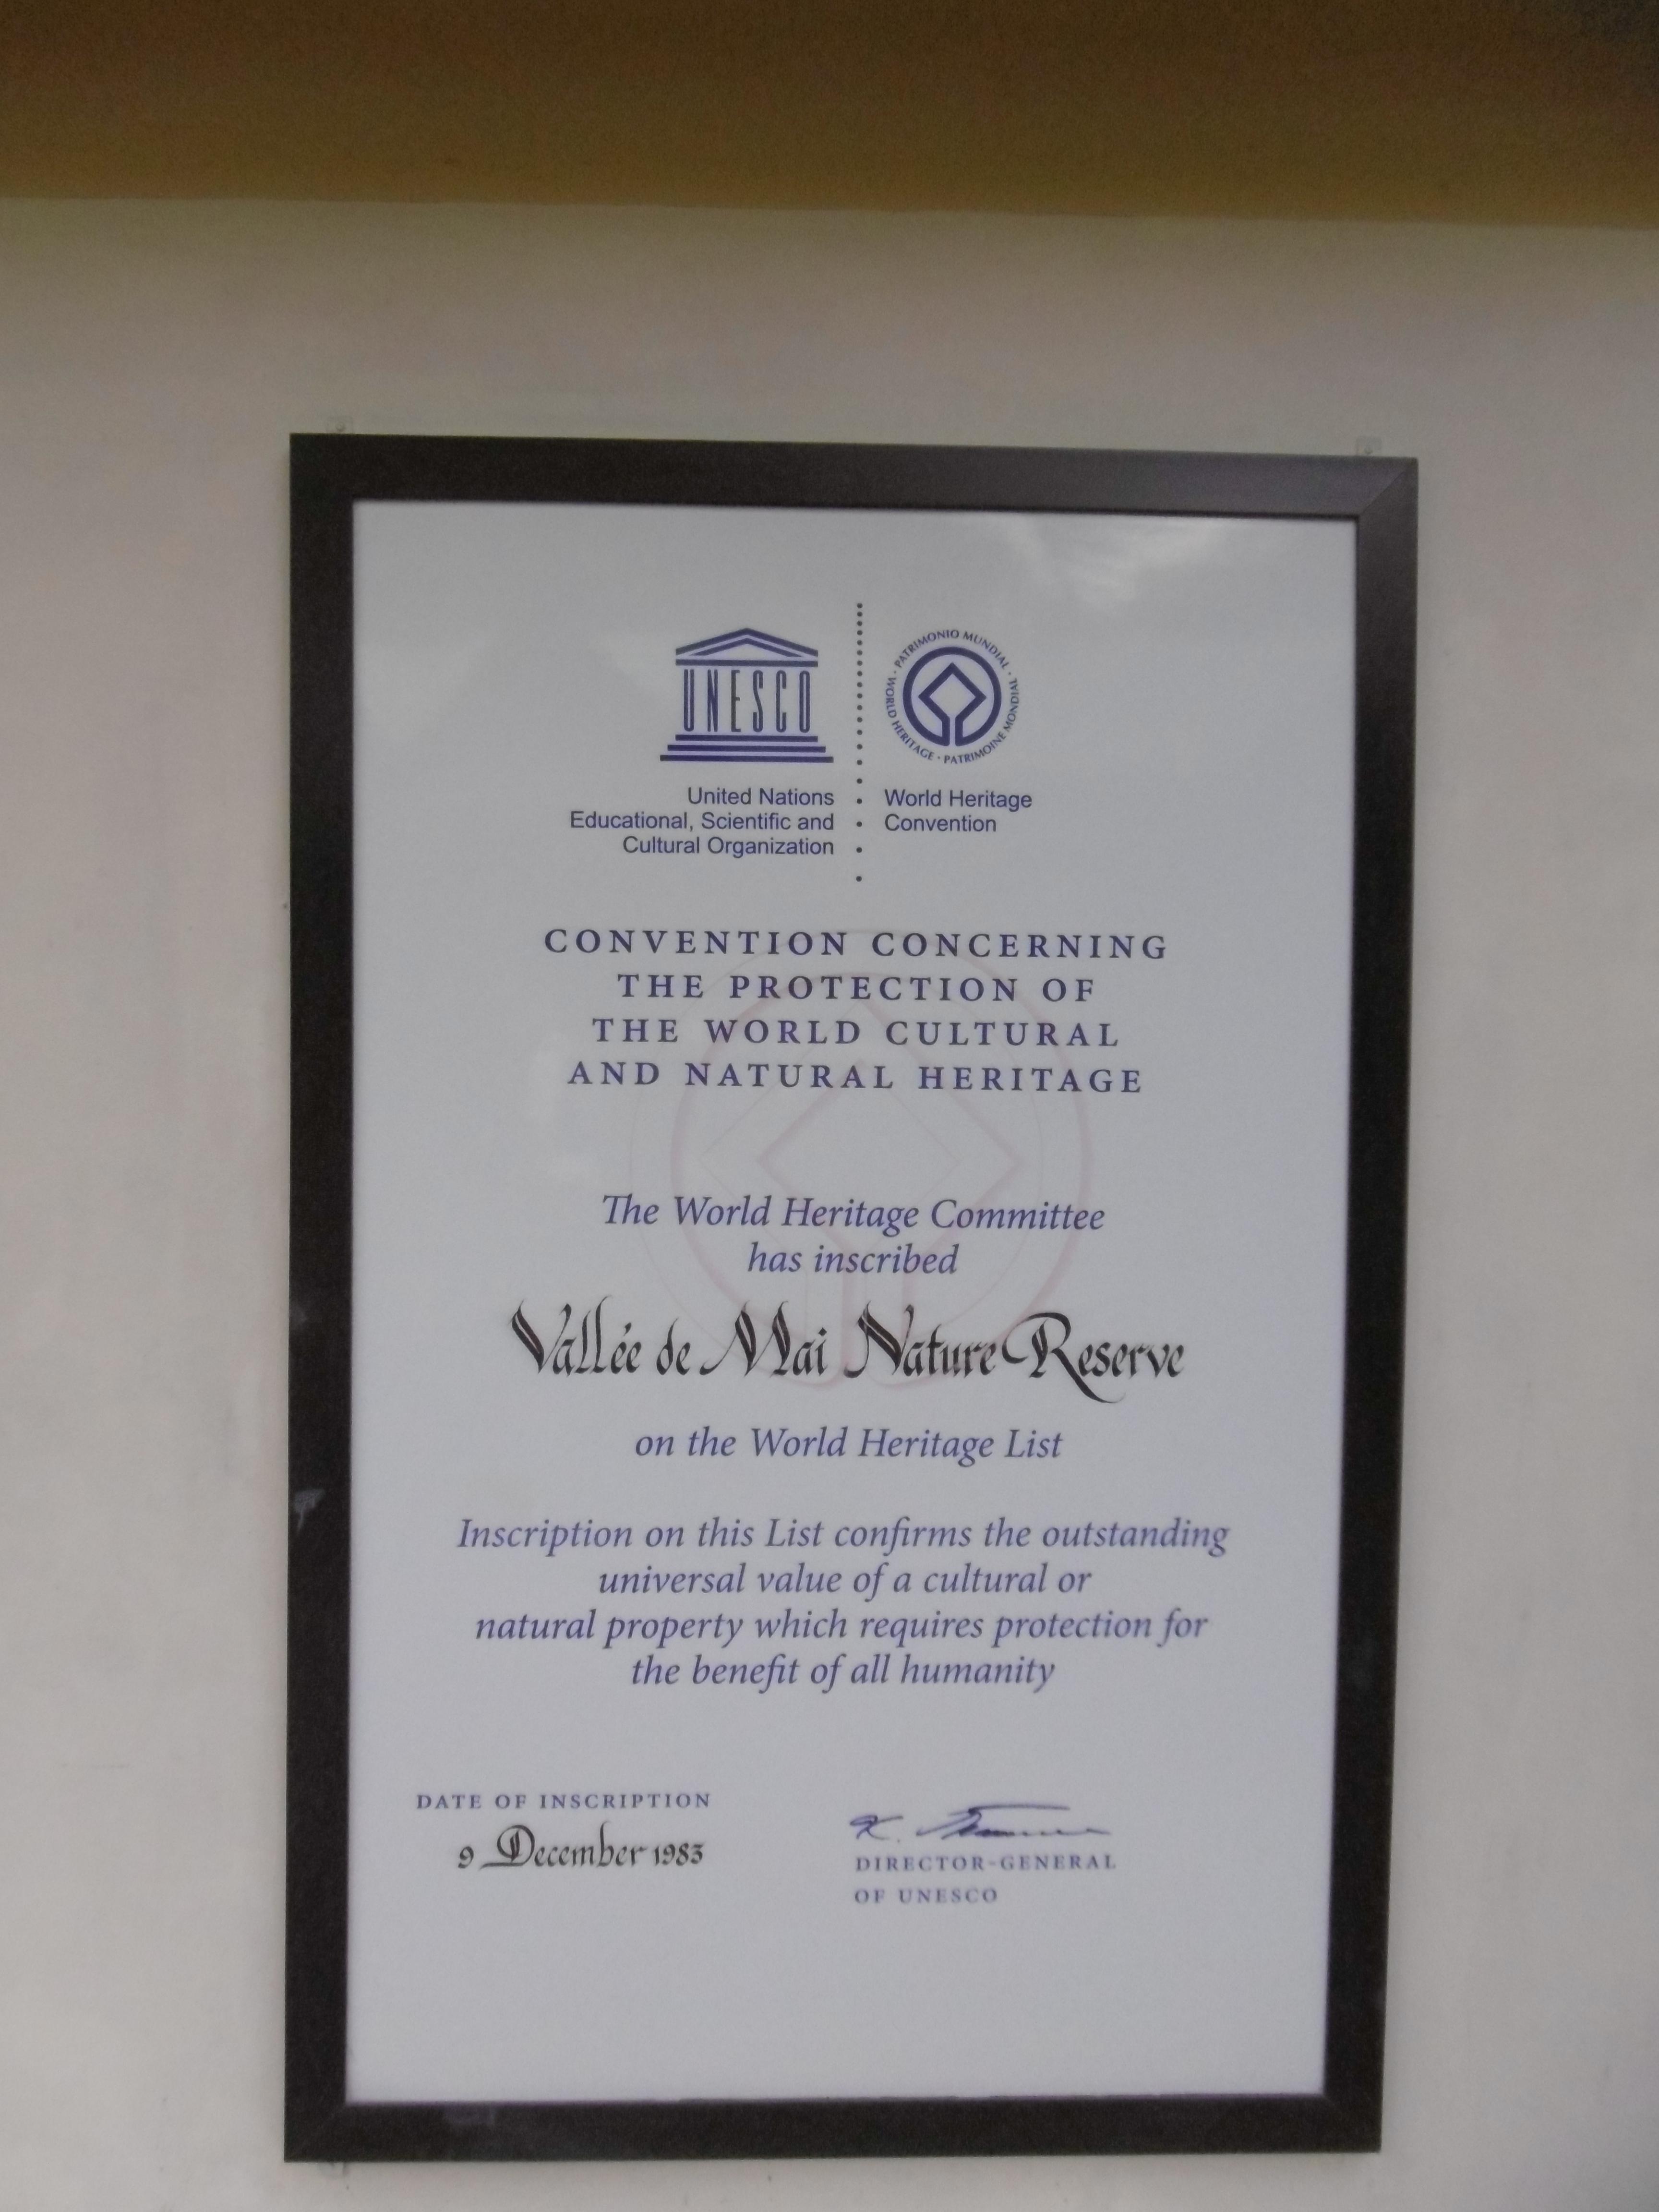 UNESCO
PATRIMONIO MUNDIAL · WORLD HERITAGE · PATRIMOINE MONDIAL ·
United Nations
Educational, Scientific and
Cultural Organization
World Heritage
Convention
CONVENTION CONCERNING
THE PROTECTION OF
THE WORLD CULTURAL
AND NATURAL HERITAGE
The World Heritage Committee
has inscribed
Vallée de Mai Nature Reserve
on the World Heritage List
Inscription on this List confirms the outstanding
universal value of a cultural or
natural property which requires protection for
the benefit of all humanity
DATE OF INSCRIPTION
9 December 1983
K.
DIRECTOR-GENERAL
OF UNESCO